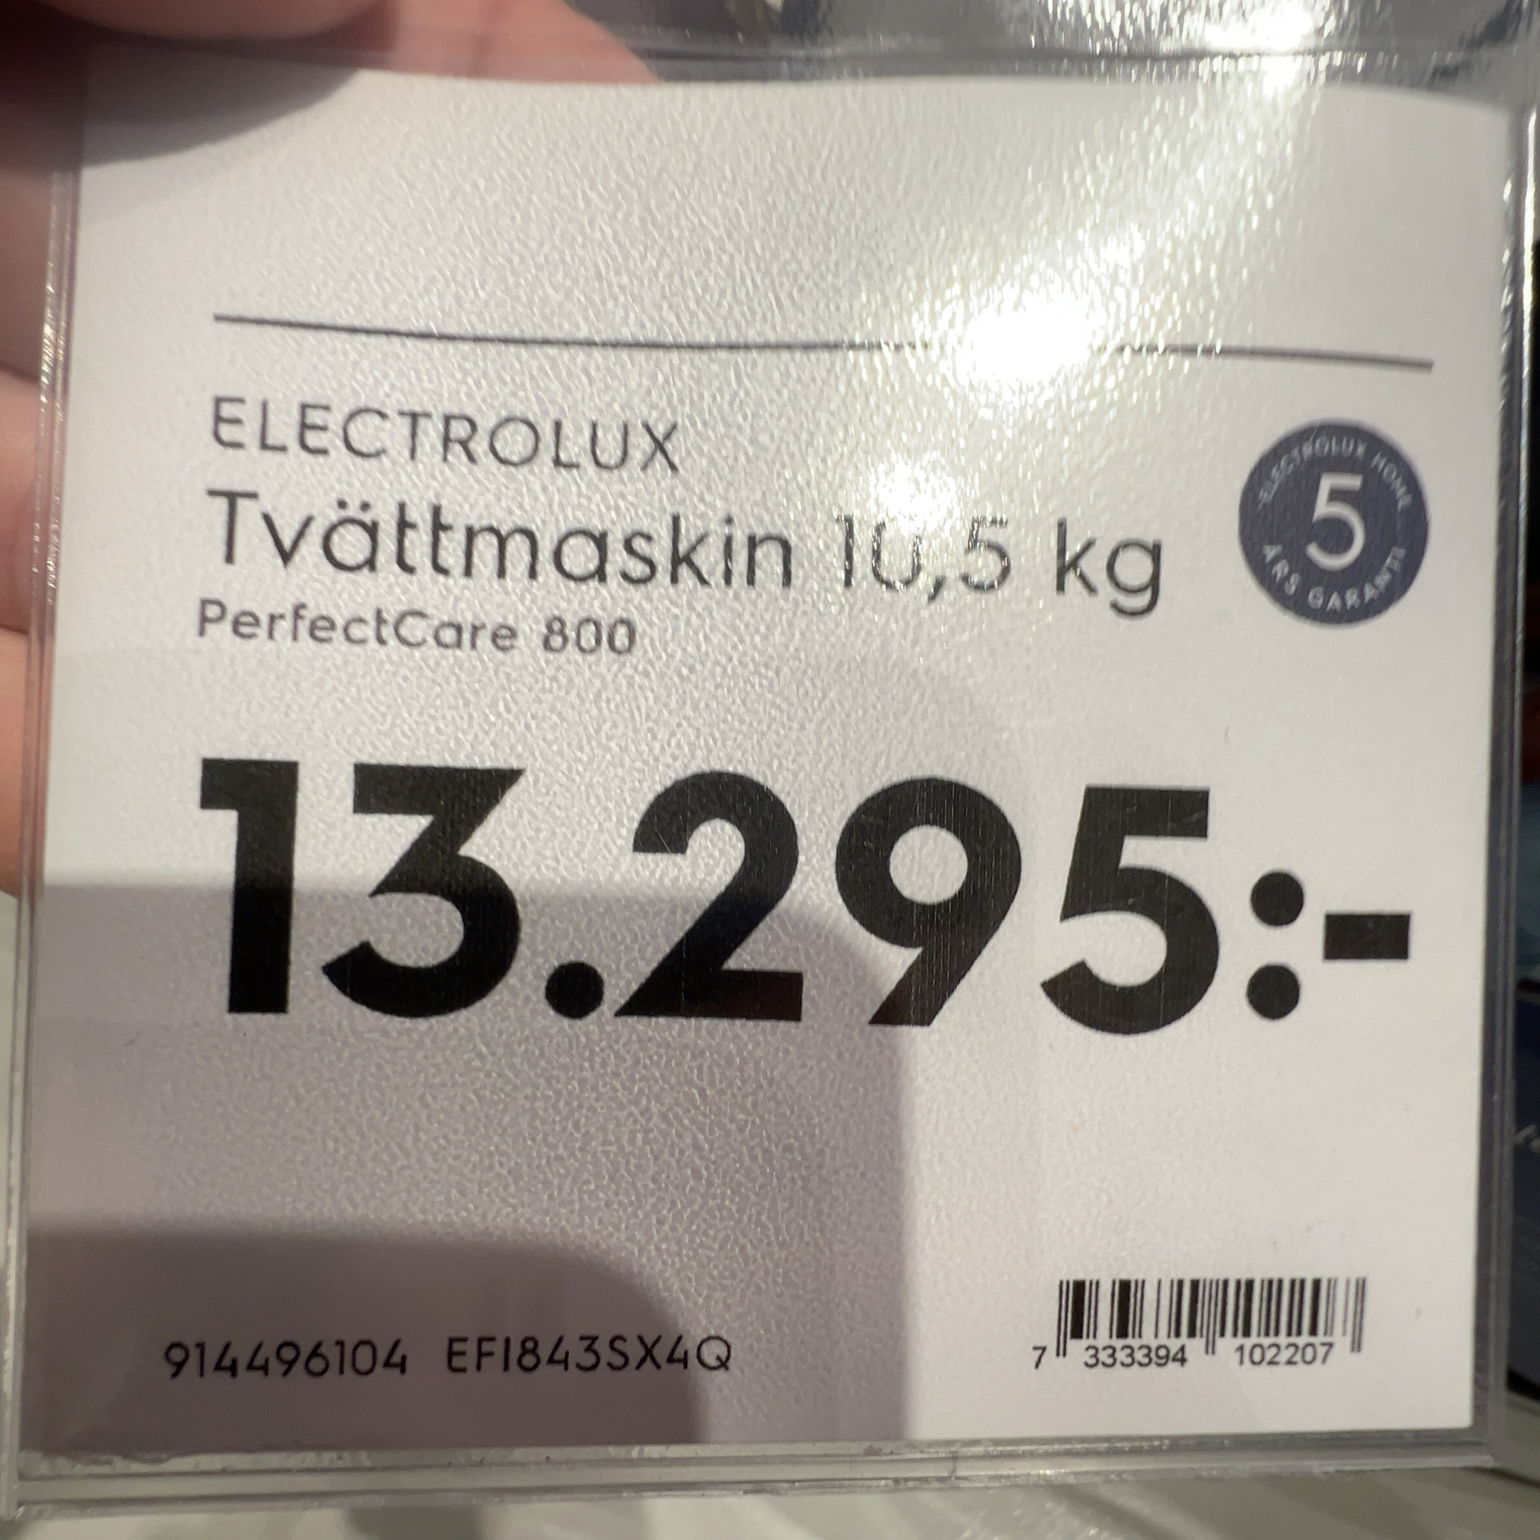 ELECTROLUX
Tvättmaskin 10,5 kg
PerfectCare 800
ELECTROLUX HOME
5
ÅRS GARANTI
13.295:-
914496104 EFI843SX4Q
7 333394 102207